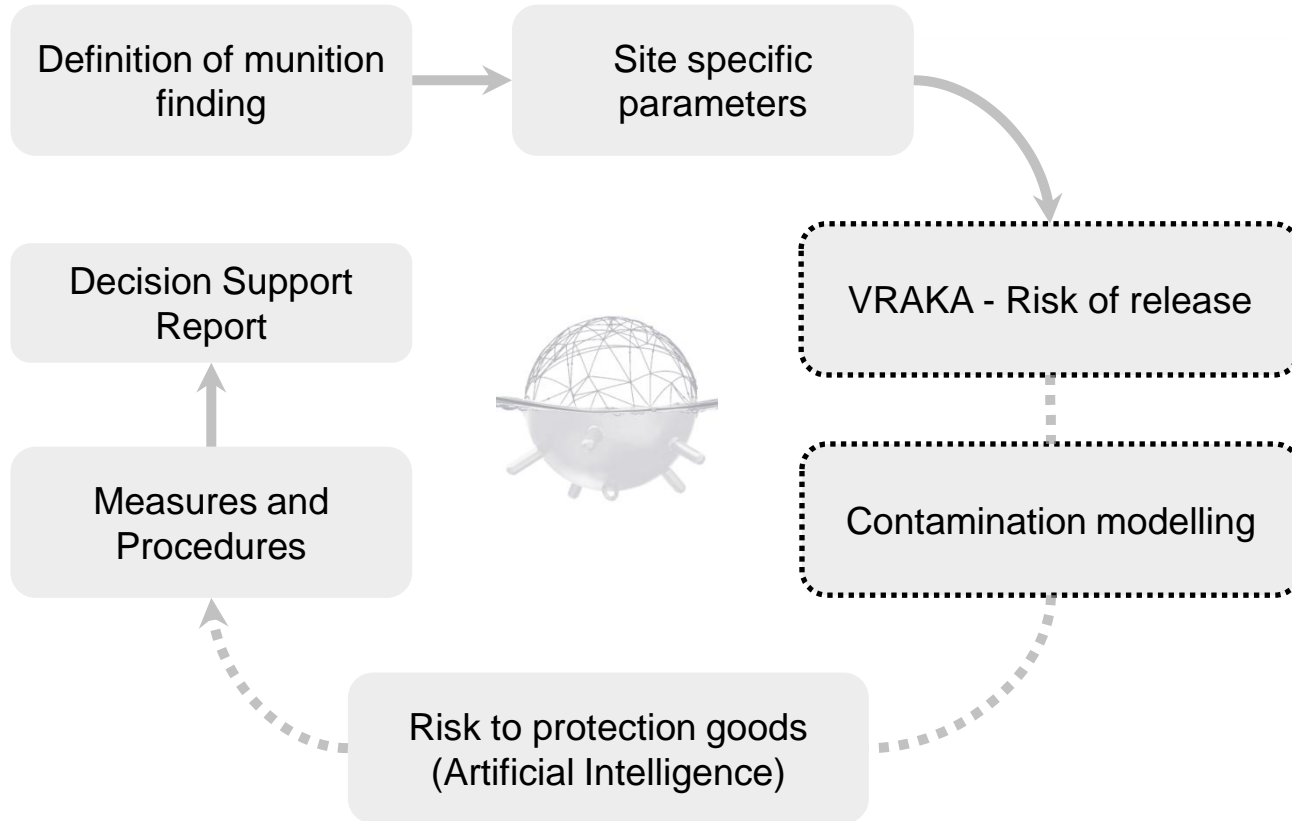 Definition of munition
finding
Site specific
parameters
VRAKA - Risk of release
Contamination modelling
Risk to protection goods
(Artificial Intelligence)
Measures and
Procedures
Decision Support
Report